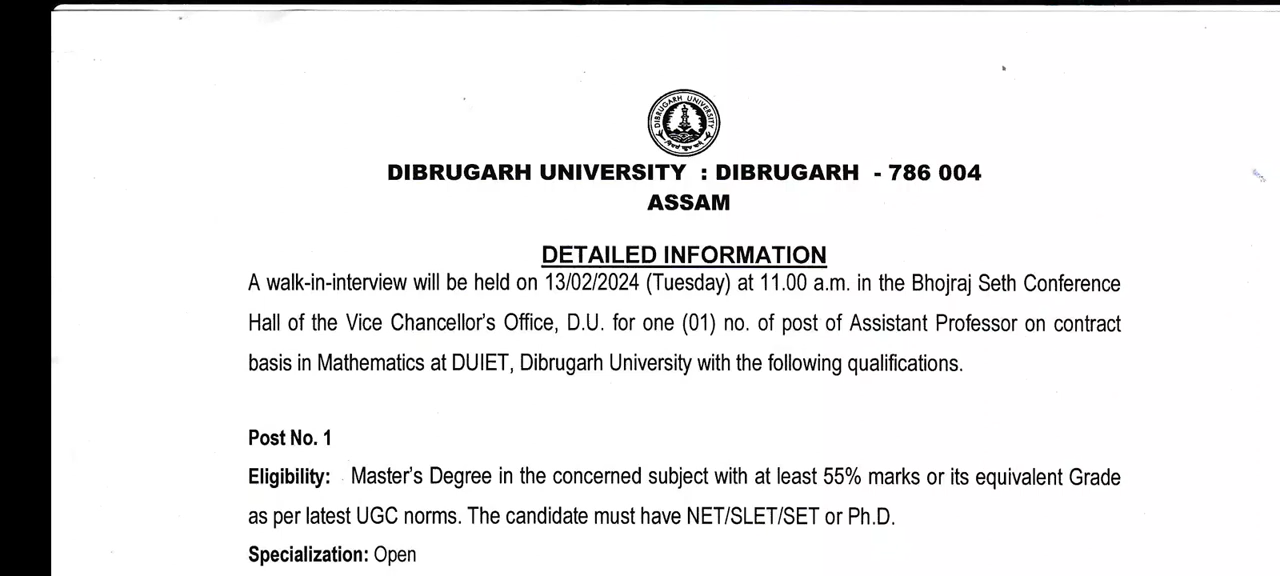 DIBRUGARH UNIVERSITY
DIBRUGARH UNIVERSITY : DIBRUGARH - 786 004
ASSAM
DETAILED INFORMATION
A walk-in-interview will be held on 13/02/2024 (Tuesday) at 11.00 a.m. in the Bhojraj Seth Conference
Hall of the Vice Chancellor's Office, D.U. for one (01) no. of post of Assistant Professor on contract
basis in Mathematics at DUIET, Dibrugarh University with the following qualifications.
Post No. 1
Eligibility: Master's Degree in the concerned subject with at least 55% marks or its equivalent Grade
as per latest UGC norms. The candidate must have NET/SLET/SET or Ph.D.
Specialization: Open